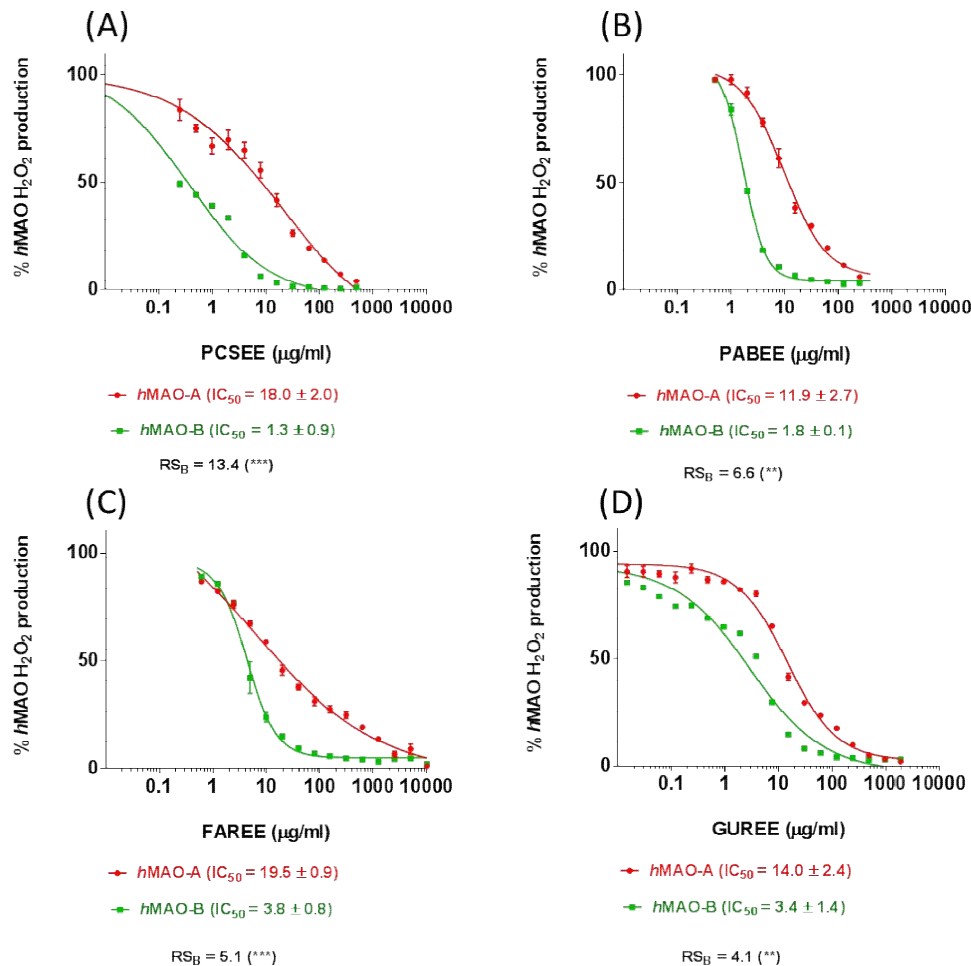 (A)
% hMAO H₂O₂ production
100
50
0
0.1 1 10 100 1000 10000
PCSEE (µg/ml)
hMAO-A (IC₅₀ = 18.0 ± 2.0)
hMAO-B (IC₅₀ = 1.3 ± 0.9)
RS_B = 13.4 (***)
(B)
% hMAO H₂O₂ production
100
50
0
0.1 1 10 100 1000 10000
PABEE (µg/ml)
hMAO-A (IC₅₀ = 11.9 ± 2.7)
hMAO-B (IC₅₀ = 1.8 ± 0.1)
RS_B = 6.6 (**)
(C)
% hMAO H₂O₂ production
100
50
0
0.1 1 10 100 1000 10000
FAREE (µg/ml)
hMAO-A (IC₅₀ = 19.5 ± 0.9)
hMAO-B (IC₅₀ = 3.8 ± 0.8)
RS_B = 5.1 (***)
(D)
% hMAO H₂O₂ production
100
50
0
0.1 1 10 100 1000 10000
GUREE (µg/ml)
hMAO-A (IC₅₀ = 14.0 ± 2.4)
hMAO-B (IC₅₀ = 3.4 ± 1.4)
RS_B = 4.1 (**)